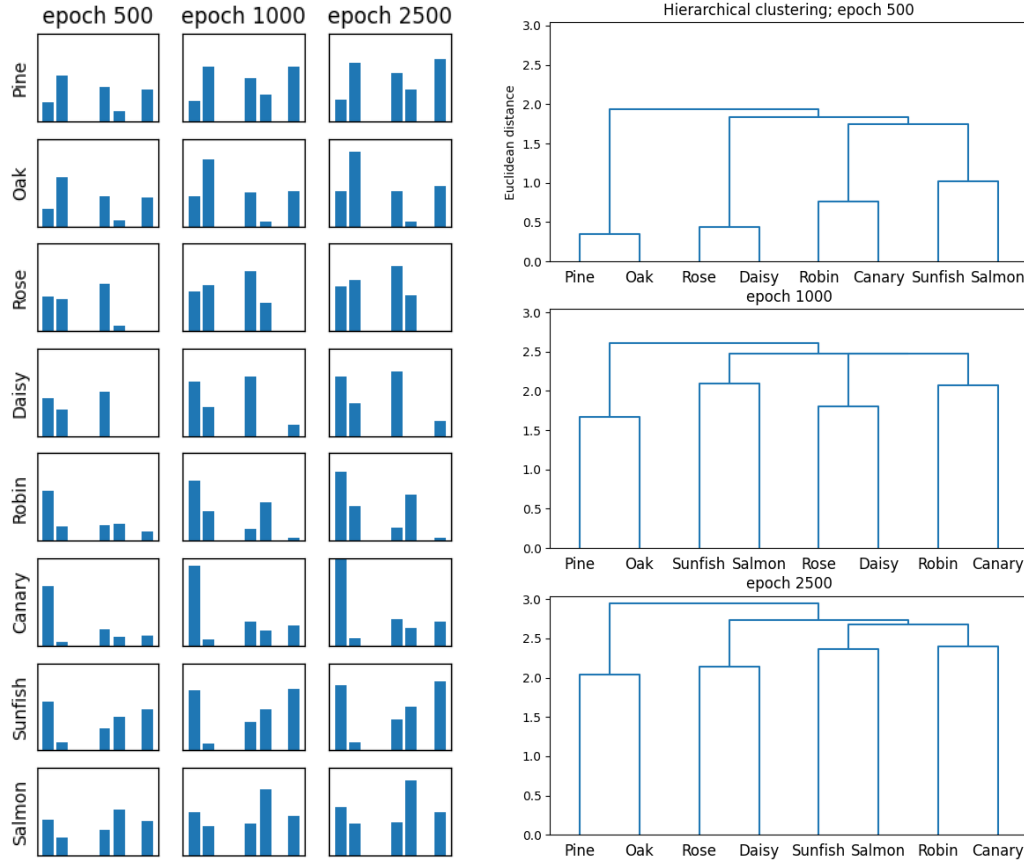 epoch 500 epoch 1000 epoch 2500
Pine
Oak
Rose
Daisy
Robin
Canary
Sunfish
Salmon
Hierarchical clustering; epoch 500
Euclidean distance
3.0
2.5
2.0
1.5
1.0
0.5
0.0
Pine Oak Rose Daisy Robin Canary Sunfish Salmon
epoch 1000
3.0
2.5
2.0
1.5
1.0
0.5
0.0
Pine Oak Sunfish Salmon Rose Daisy Robin Canary
epoch 2500
3.0
2.5
2.0
1.5
1.0
0.5
0.0
Pine Oak Rose Daisy Sunfish Salmon Robin Canary